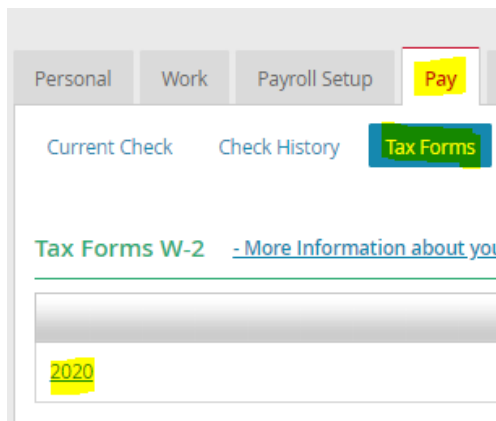 Personal Work Payroll Setup Pay
Current Check Check History Tax Forms
Tax Forms W-2 - More Information about you
2020